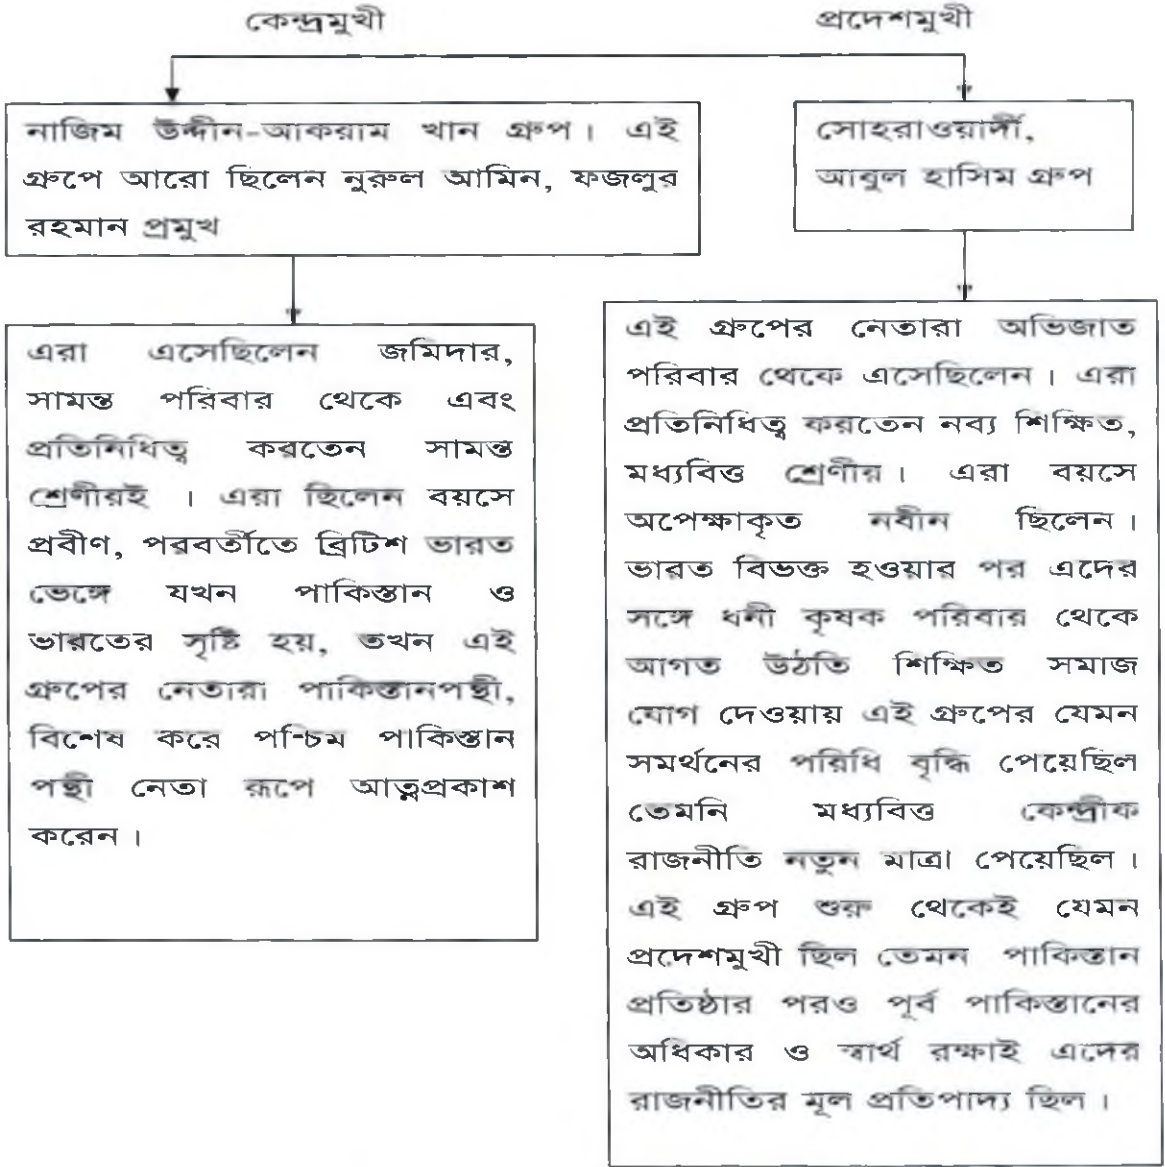 কেন্দ্রমুখী
প্রদেশমুখী
নাজিম উদ্দীন-আকরাম খান গ্রুপ। এই
গ্রুপে আরো ছিলেন নুরুল আমিন, ফজলুর
রহমান প্রমুখ
সোহরাওয়ার্দী,
আবুল হাসিম গ্রুপ
এরা এসেছিলেন জমিদার,
সামন্ত পরিবার থেকে এবং
প্রতিনিধিত্ব করতেন সামন্ত
শ্রেণীরই । এরা ছিলেন বয়সে
প্রবীণ, পরবর্তীতে ব্রিটিশ ভারত
ভেঙ্গে যখন পাকিস্তান ও
ভারতের সৃষ্টি হয়, তখন এই
গ্রুপের নেতারা পাকিস্তানপন্থী,
বিশেষ করে পশ্চিম পাকিস্তান
পন্থী নেতা রূপে আত্নপ্রকাশ
করেন।
এই গ্রুপের নেতারা অভিজাত
পরিবার থেকে এসেছিলেন। এরা
প্রতিনিধিত্ব করতেন নব্য শিক্ষিত,
মধ্যবিত্ত শ্রেণীর। এরা বয়সে
অপেক্ষাকৃত নবীন ছিলেন।
ভারত বিভক্ত হওয়ার পর এদের
সঙ্গে ধনী কৃষক পরিবার থেকে
আগত উঠতি শিক্ষিত সমাজ
যোগ দেওয়ায় এই গ্রুপের যেমন
সমর্থনের পরিধি বৃদ্ধি পেয়েছিল
তেমনি মধ্যবিত্ত কেন্দ্রীক
রাজনীতি নতুন মাত্রা পেয়েছিল।
এই গ্রুপ শুরু থেকেই যেমন
প্রদেশমুখী ছিল তেমন পাকিস্তান
প্রতিষ্ঠার পরও পূর্ব পাকিস্তানের
অধিকার ও স্বার্থ রক্ষাই এদের
রাজনীতির মূল প্রতিপাদ্য ছিল।